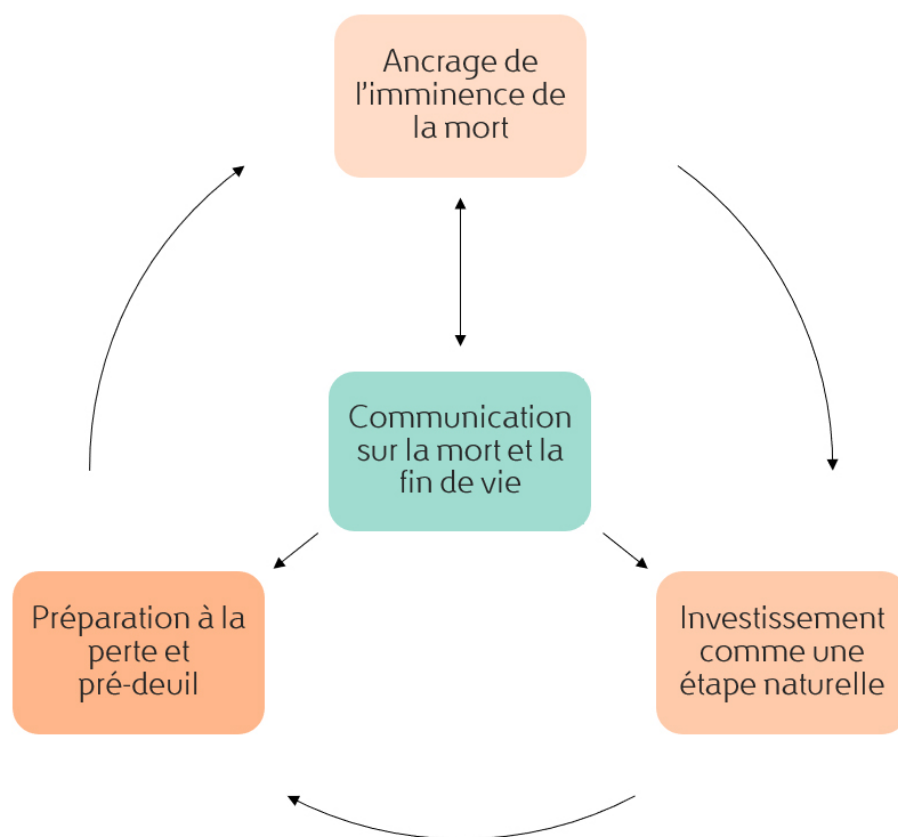 Ancrage de
l'imminence de
la mort
Communication
sur la mort et la
fin de vie
Préparation à la
perte et
pré-deuil
Investissement
comme une
étape naturelle